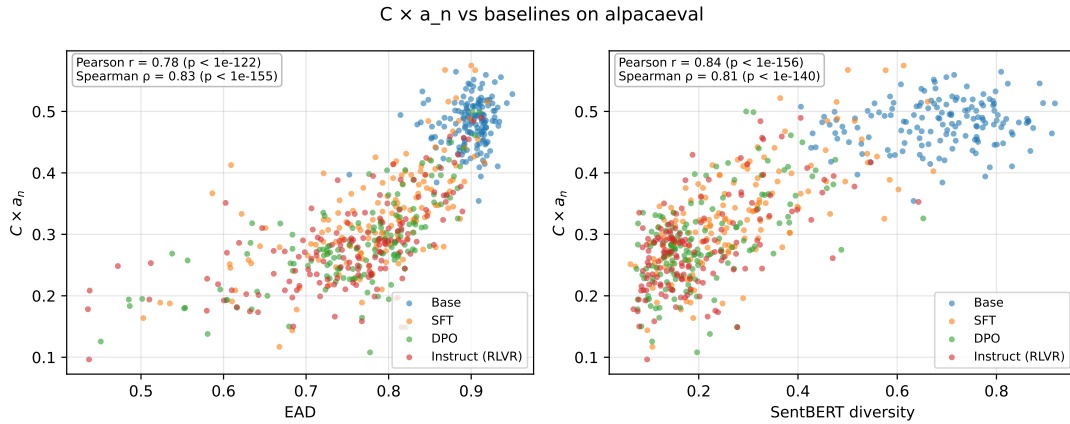 C × a_n vs baselines on alpacaeval
Pearson r = 0.78 (p < 1e-122)
Spearman ρ = 0.83 (p < 1e-155)
C × aₙ
0.5
0.4
0.3
0.2
0.1
0.5 0.6 0.7 0.8 0.9
EAD
Base
SFT
DPO
Instruct (RLVR)
Pearson r = 0.84 (p < 1e-156)
Spearman ρ = 0.81 (p < 1e-140)
C × aₙ
0.5
0.4
0.3
0.2
0.1
0.2 0.4 0.6 0.8
SentBERT diversity
Base
SFT
DPO
Instruct (RLVR)